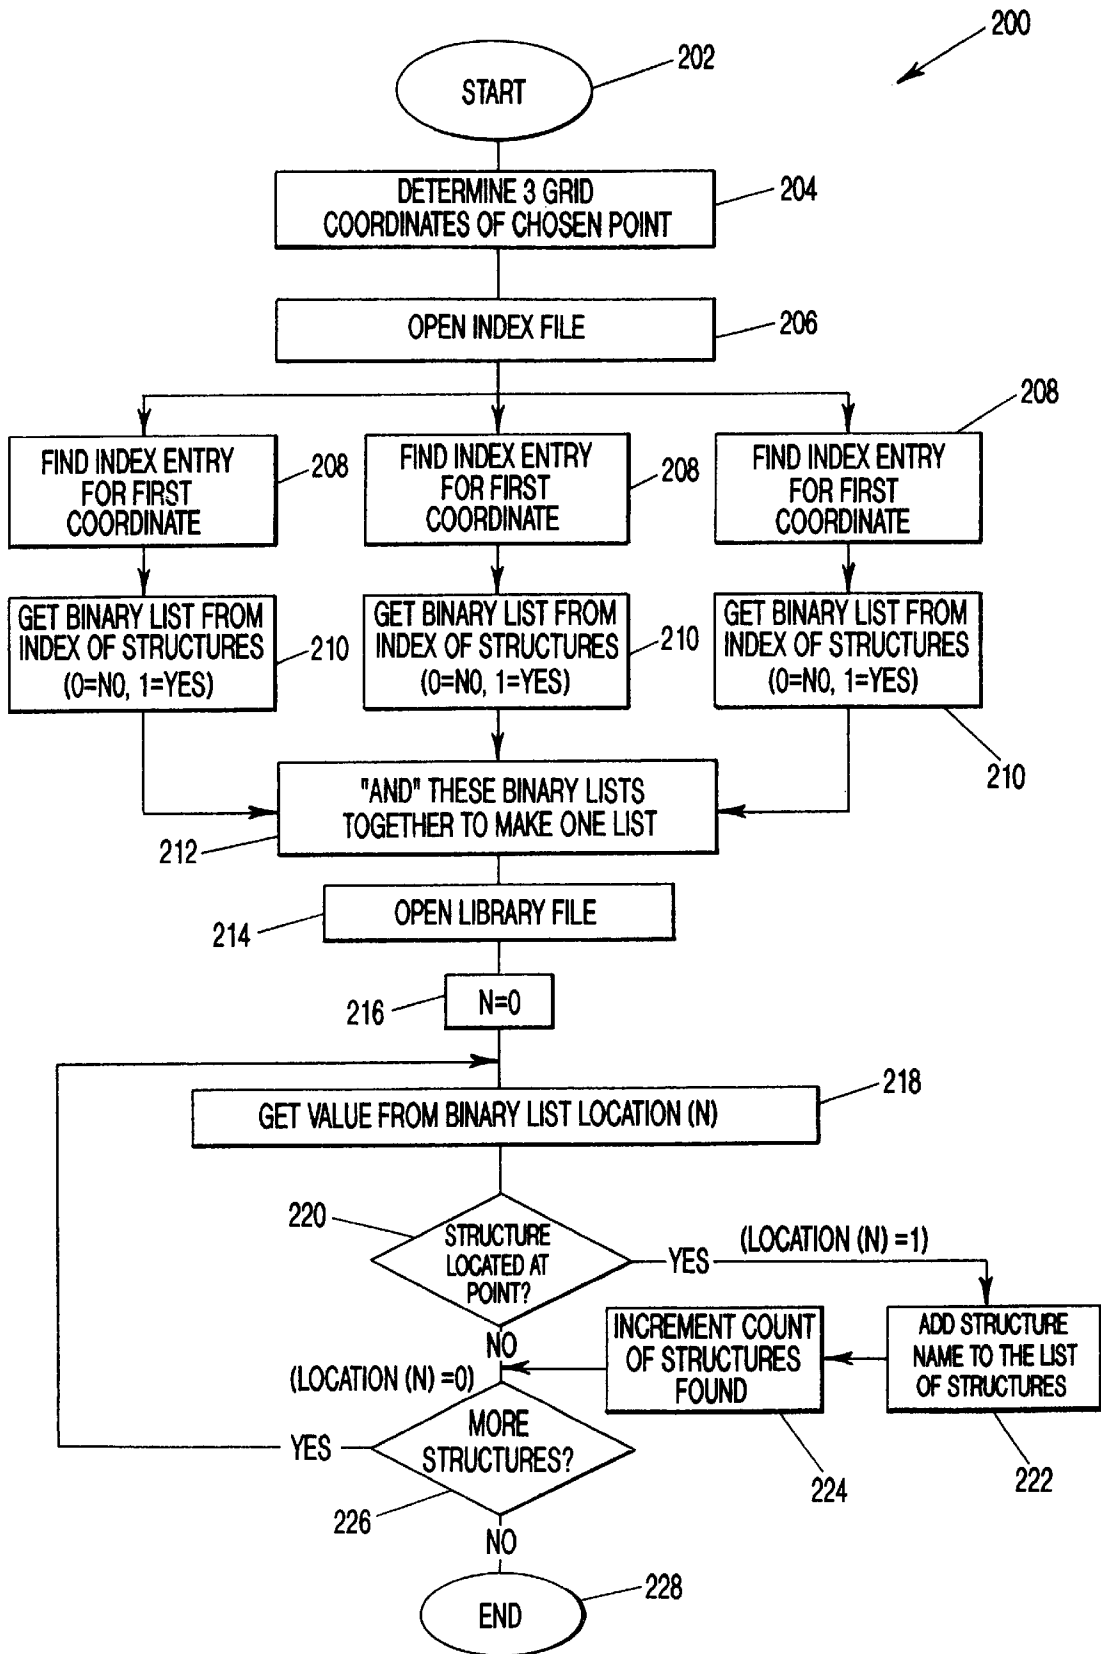 200
START
202
DETERMINE 3 GRID
COORDINATES OF CHOSEN POINT
204
OPEN INDEX FILE
206
FIND INDEX ENTRY
FOR FIRST
COORDINATE
208
FIND INDEX ENTRY
FOR FIRST
COORDINATE
208
FIND INDEX ENTRY
FOR FIRST
COORDINATE
208
GET BINARY LIST FROM
INDEX OF STRUCTURES
(0=NO, 1=YES)
210
GET BINARY LIST FROM
INDEX OF STRUCTURES
(0=NO, 1=YES)
210
GET BINARY LIST FROM
INDEX OF STRUCTURES
(0=NO, 1=YES)
210
"AND" THESE BINARY LISTS
TOGETHER TO MAKE ONE LIST
212
OPEN LIBRARY FILE
214
N=0
216
GET VALUE FROM BINARY LIST LOCATION (N)
218
220
STRUCTURE
LOCATED AT
POINT?
YES
(LOCATION (N) =1)
NO
(LOCATION (N) =0)
INCREMENT COUNT
OF STRUCTURES
FOUND
224
ADD STRUCTURE
NAME TO THE LIST
OF STRUCTURES
222
MORE
STRUCTURES?
YES
226
NO
END
228